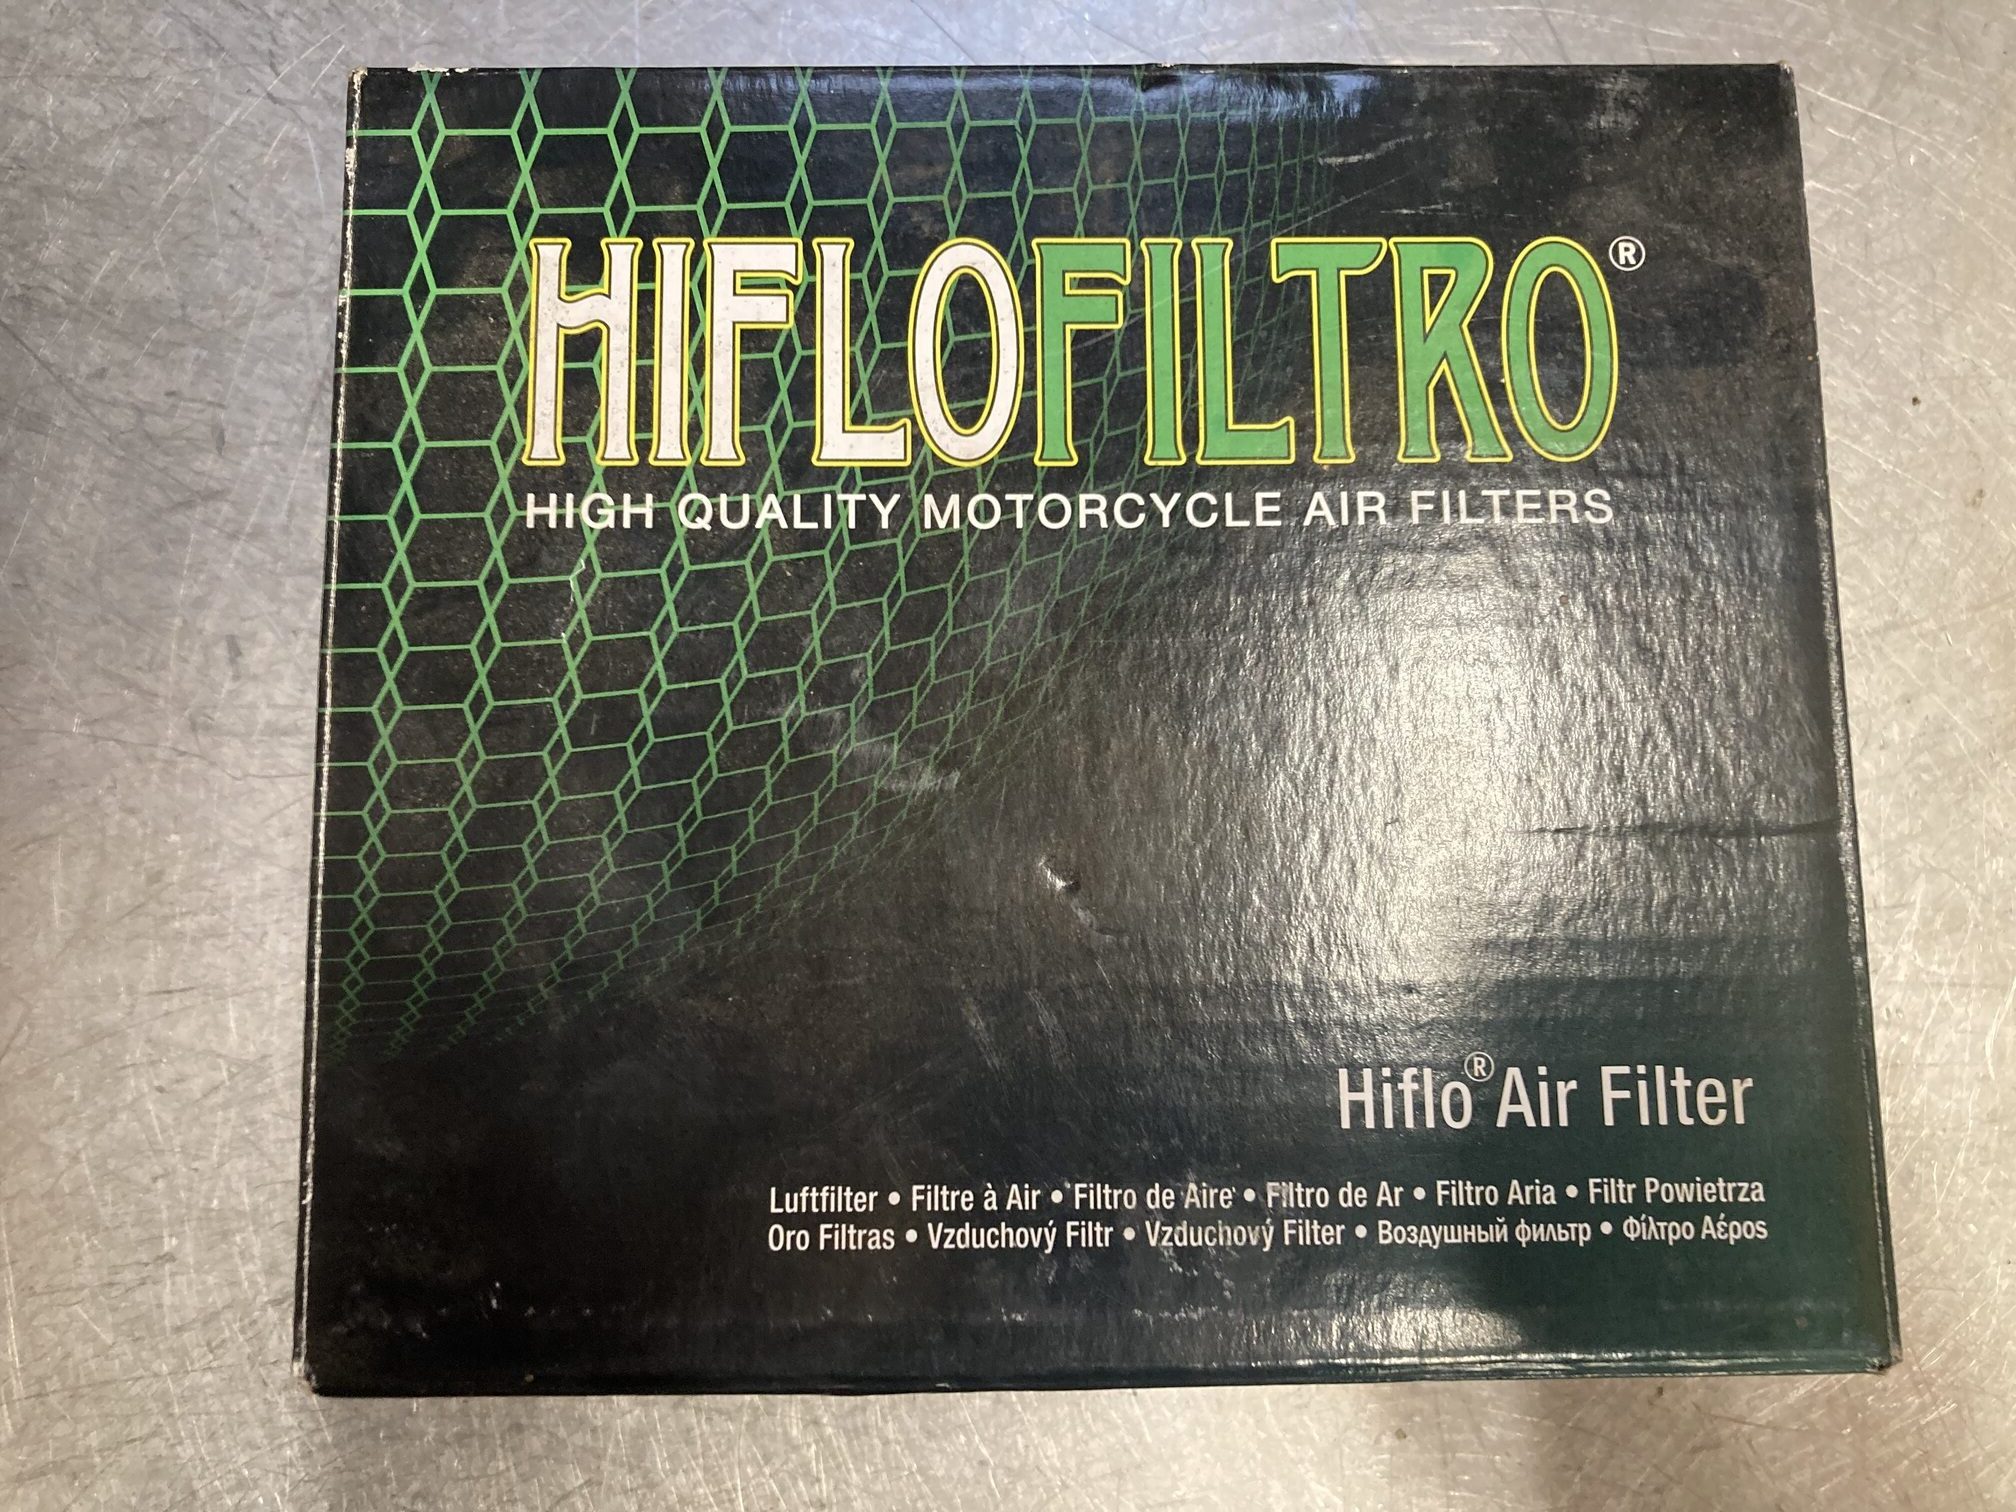 HIFLOFILTRO®
HIGH QUALITY MOTORCYCLE AIR FILTERS
Hiflo® Air Filter
Luftfilter • Filtre à Air • Filtro de Aire • Filtro de Ar • Filtro Aria • Filtr Powietrza
Oro Filtras • Vzduchový Filtr • Vzduchový Filter • Воздушный фильтр • Φίλτρο Αέρος